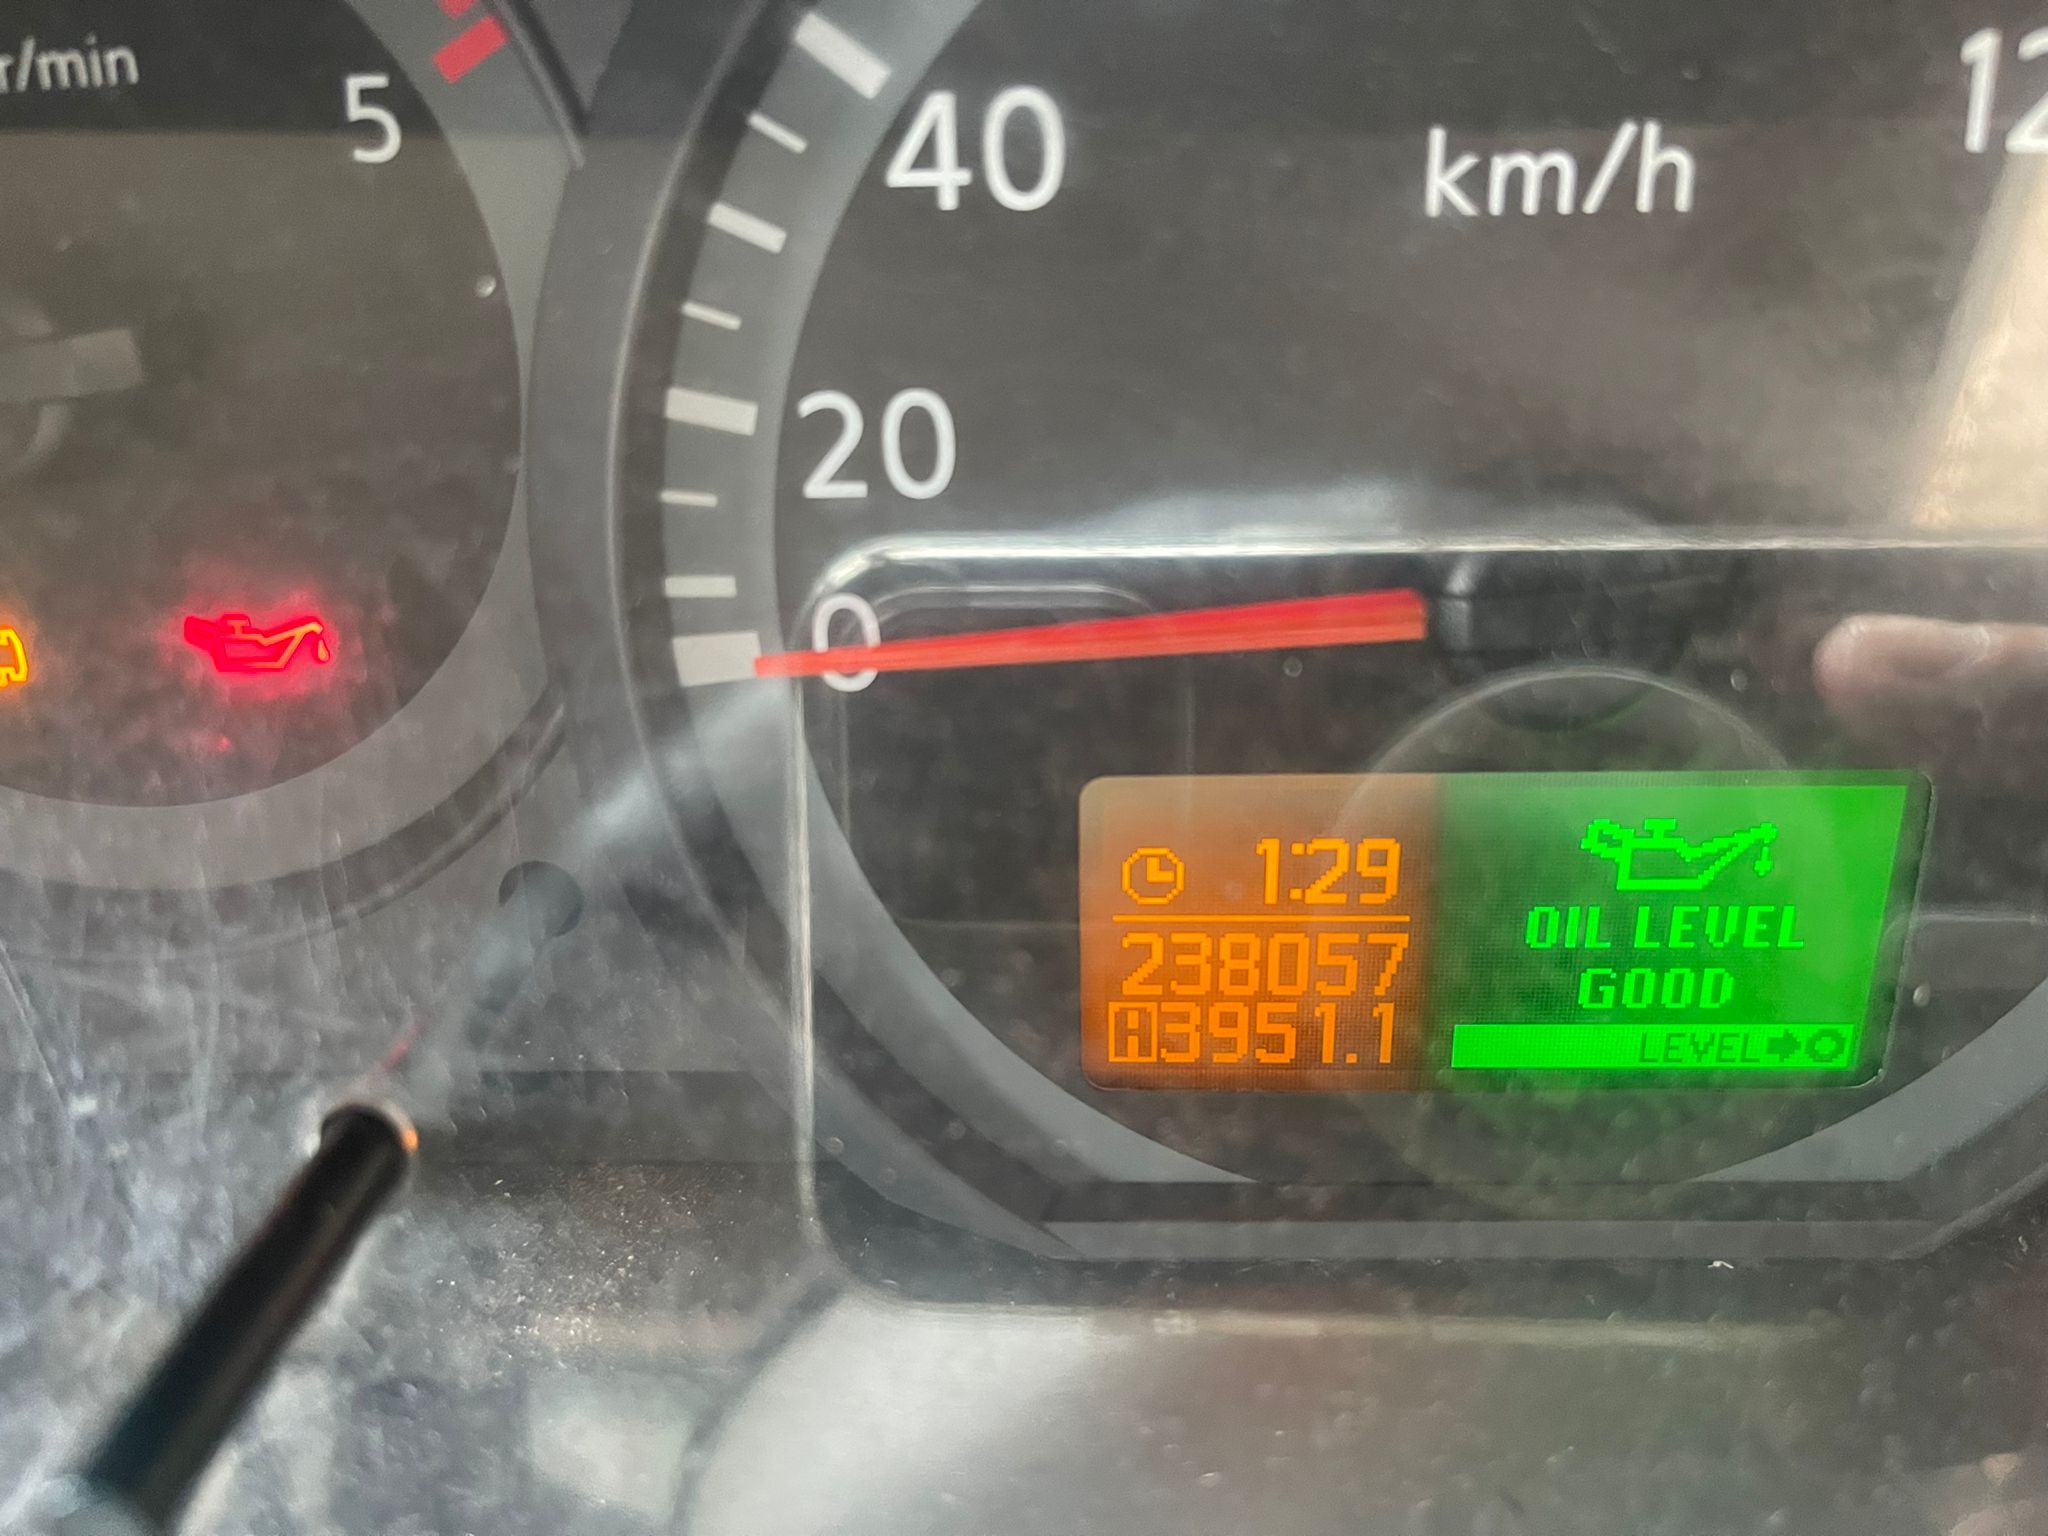 r/min
5
40
km/h
20
0
1:29
238057
A3951.1
OIL LEVEL
GOOD
LEVEL➔O